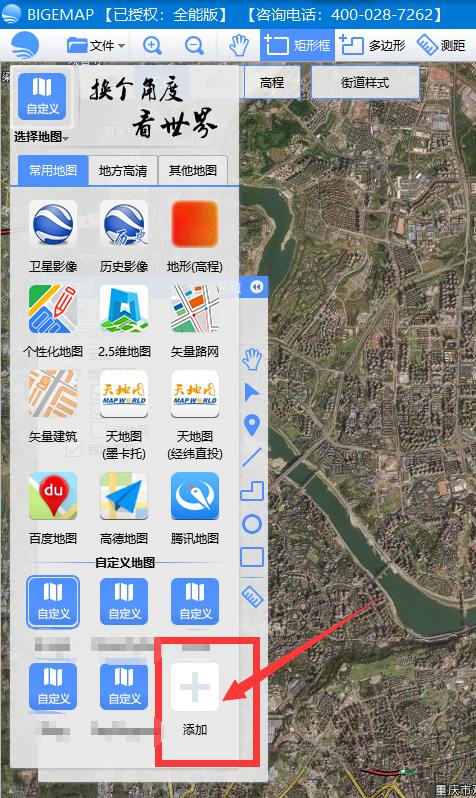 BIGEMAP 【已授权：全能版】 【咨询电话：400-028-7262】
文件 矩形框 多边形 测距
自定义
选择地图
换个角度
看世界
高程 街道样式
常用地图 地方高清 其他地图
卫星影像 历史影像 地形(高程)
个性化地图 2.5维地图 矢量路网
矢量建筑 天地图 天地图
(墨卡托) (经纬直投)
百度地图 高德地图 腾讯地图
自定义地图
自定义 自定义 自定义
自定义 自定义
添加
重庆市